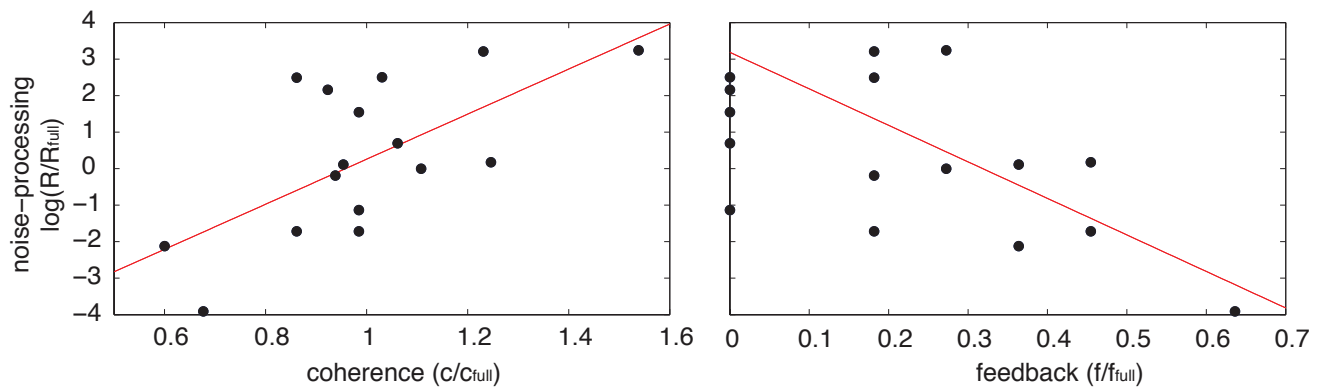 noise−processing
log(R/Rfull)
4
3
2
1
0
−1
−2
−3
−4
0.6 0.8 1 1.2 1.4 1.6
coherence (c/cfull)
0 0.1 0.2 0.3 0.4 0.5 0.6 0.7
feedback (f/ffull)